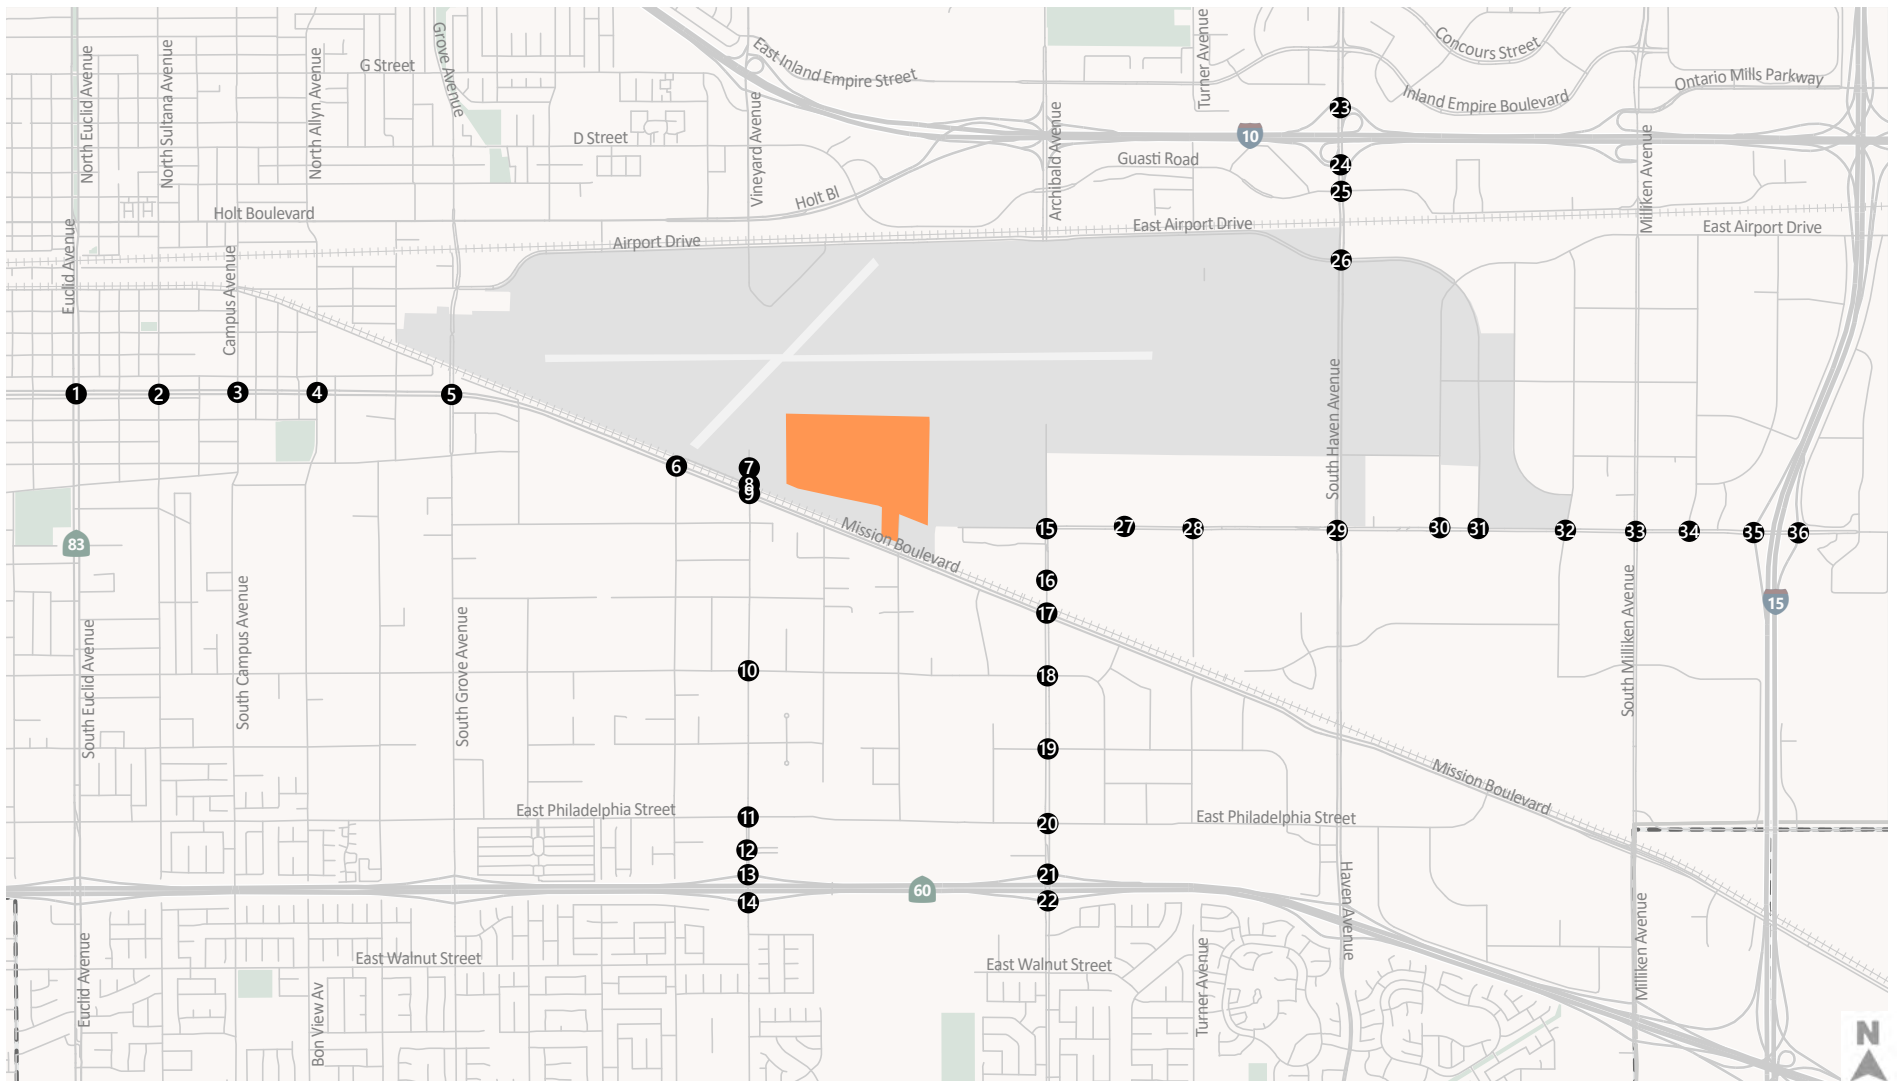 Grove Avenue
East Inland Empire Street
Turner Avenue
Concours Street
G Street
North Euclid Avenue
North Sultana Avenue
North Allyn Avenue
Ontario Mills Parkway
Inland Empire Boulevard
Vineyard Avenue
Archibald Avenue
23
10
D Street
Milliken Avenue
Guasti Road
24
25
Holt Bl
Holt Boulevard
East Airport Drive
East Airport Drive
Airport Drive
Euclid Avenue
Campus Avenue
26
South Haven Avenue
1
2
3
4
5
6
7
8
9
Mission Boulevard
15
27
28
29
30
31
32
33
34
35
36
83
16
15
17
South Campus Avenue
South Euclid Avenue
South Grove Avenue
South Milliken Avenue
10
18
19
Mission Boulevard
East Philadelphia Street
11
20
East Philadelphia Street
12
13
21
60
14
22
Haven Avenue
Milliken Avenue
East Walnut Street
East Walnut Street
Euclid Avenue
Bon View Av
Turner Avenue
N